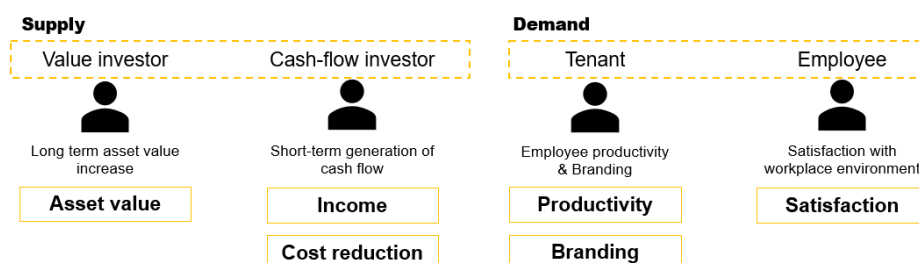 Supply
Demand
Value investor
Cash-flow investor
Tenant
Employee
Long term asset value
increase
Short-term generation of
cash flow
Employee productivity
& Branding
Satisfaction with
workplace environment
Asset value
Income
Productivity
Satisfaction
Cost reduction
Branding